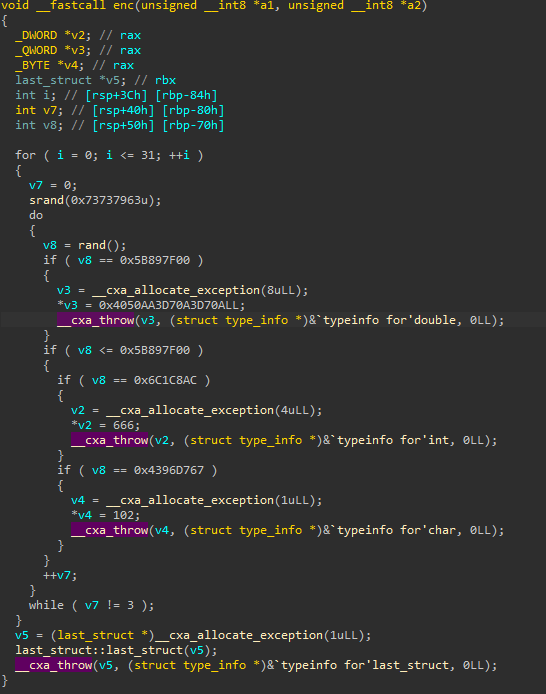 void __fastcall enc(unsigned __int8 *a1, unsigned __int8 *a2)
{
  _DWORD *v2; // rax
  _QWORD *v3; // rax
  _BYTE *v4; // rax
  last_struct *v5; // rbx
  int i; // [rsp+3Ch] [rbp-84h]
  int v7; // [rsp+40h] [rbp-80h]
  int v8; // [rsp+50h] [rbp-70h]

  for ( i = 0; i <= 31; ++i )
  {
    v7 = 0;
    srand(0x73737963u);
    do
    {
      v8 = rand();
      if ( v8 == 0x5B897F00 )
      {
        v3 = __cxa_allocate_exception(8uLL);
        *v3 = 0x4050AA3D70A3D70ALL;
        __cxa_throw(v3, (struct type_info *)&`typeinfo for'double, 0LL);
      }
      if ( v8 <= 0x5B897F00 )
      {
        if ( v8 == 0x6C1C8AC )
        {
          v2 = __cxa_allocate_exception(4uLL);
          *v2 = 666;
          __cxa_throw(v2, (struct type_info *)&`typeinfo for'int, 0LL);
        }
        if ( v8 == 0x4396D767 )
        {
          v4 = __cxa_allocate_exception(1uLL);
          *v4 = 102;
          __cxa_throw(v4, (struct type_info *)&`typeinfo for'char, 0LL);
        }
      }
      ++v7;
    }
    while ( v7 != 3 );
  }
  v5 = (last_struct *)__cxa_allocate_exception(1uLL);
  last_struct::last_struct(v5);
  __cxa_throw(v5, (struct type_info *)&`typeinfo for'last_struct, 0LL);
}